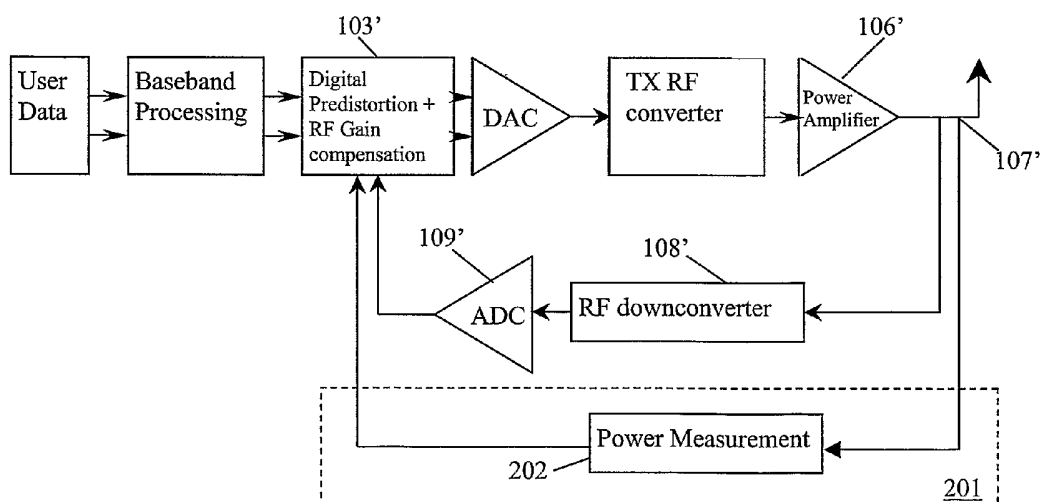 103’
106’
User
Data
Baseband
Processing
Digital
Predistortion +
RF Gain
compensation
DAC
TX RF
converter
Power
Amplifier
107’
109’
108’
ADC
RF downconverter
Power Measurement
202
201